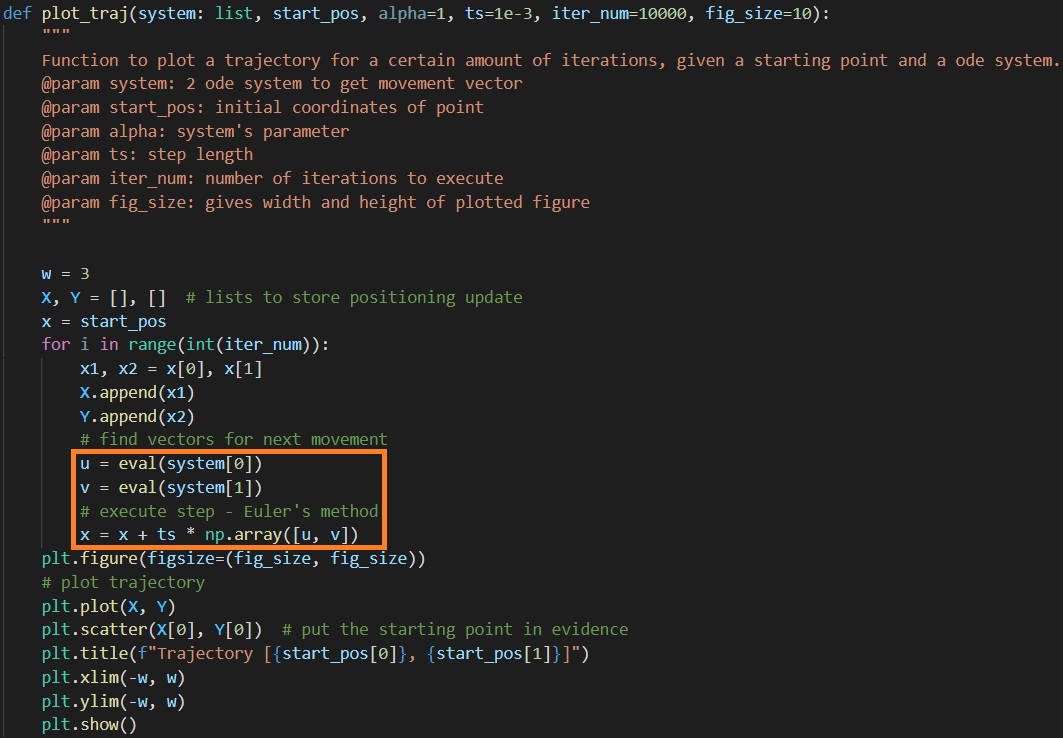 def plot_traj(system: list, start_pos, alpha=1, ts=1e-3, iter_num=10000, fig_size=10):
    """
    Function to plot a trajectory for a certain amount of iterations, given a starting point and a ode system.
    @param system: 2 ode system to get movement vector
    @param start_pos: initial coordinates of point
    @param alpha: system's parameter
    @param ts: step length
    @param iter_num: number of iterations to execute
    @param fig_size: gives width and height of plotted figure
    """
    w = 3
    X, Y = [], []  # lists to store positioning update
    x = start_pos
    for i in range(int(iter_num)):
        x1, x2 = x[0], x[1]
        X.append(x1)
        Y.append(x2)
        # find vectors for next movement
        u = eval(system[0])
        v = eval(system[1])
        # execute step - Euler's method
        x = x + ts * np.array([u, v])
    plt.figure(figsize=(fig_size, fig_size))
    # plot trajectory
    plt.plot(X, Y)
    plt.scatter(X[0], Y[0])  # put the starting point in evidence
    plt.title(f"Trajectory [{start_pos[0]}, {start_pos[1]}]")
    plt.xlim(-w, w)
    plt.ylim(-w, w)
    plt.show()